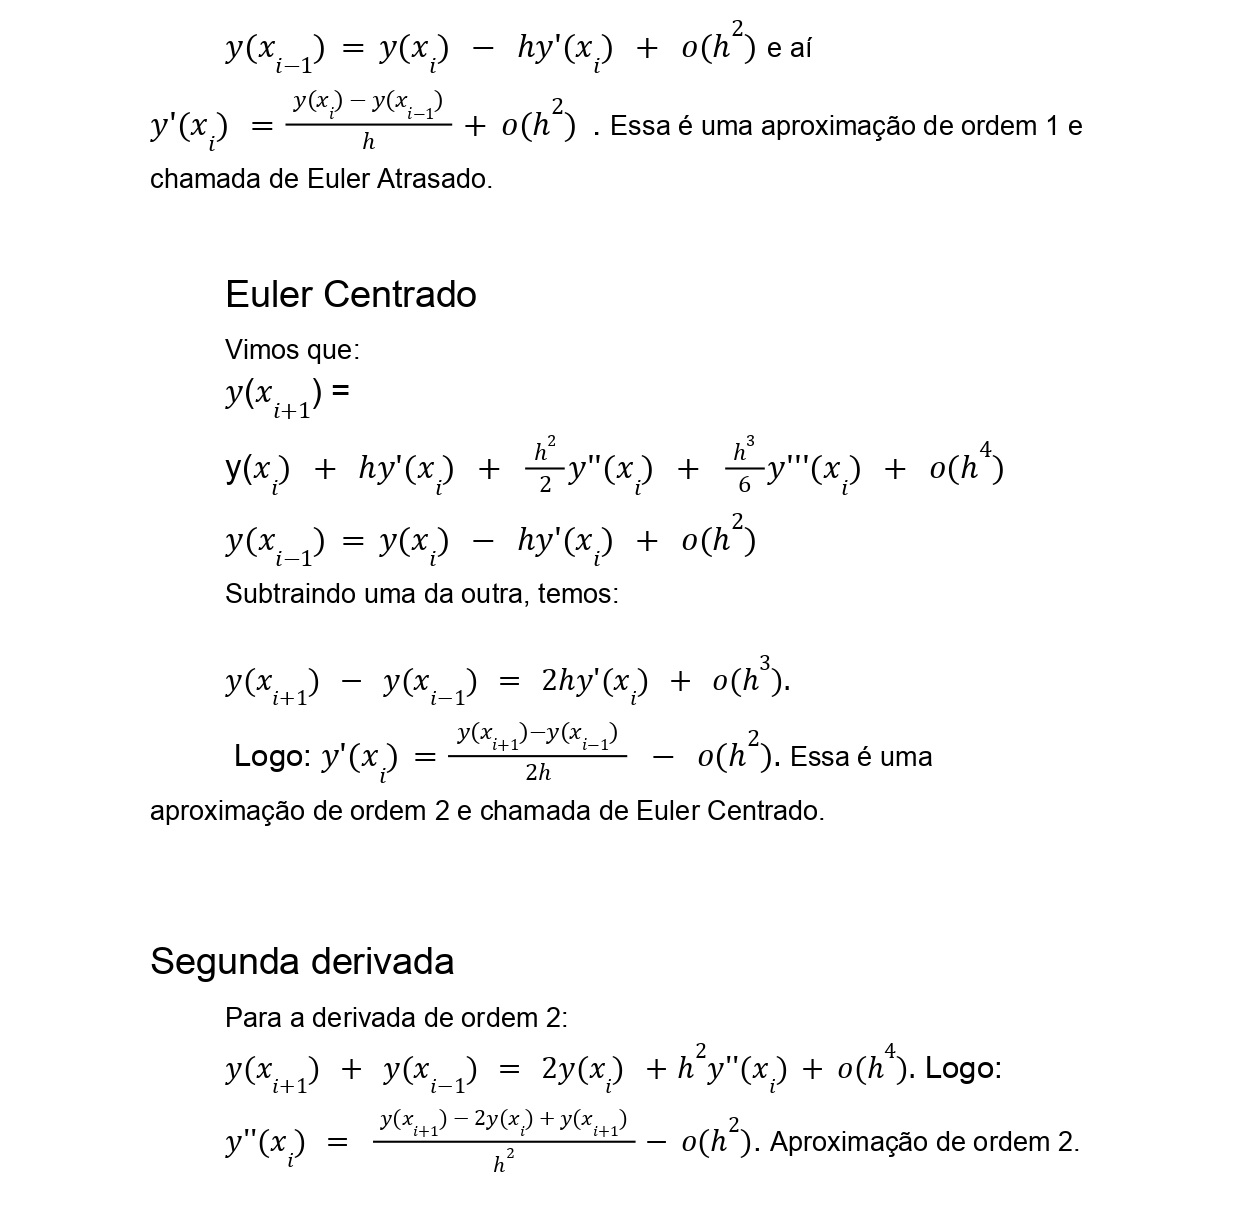 y(x_{i−1}) = y(x_i) − hy'(x_i) + o(h^2) e aí
y'(x_i) = \frac{y(x_i) − y(x_{i−1})}{h} + o(h^2) . Essa é uma aproximação de ordem 1 e
chamada de Euler Atrasado.
Euler Centrado
Vimos que:
y(x_{i+1}) =
y(x_i) + hy'(x_i) + \frac{h^2}{2}y''(x_i) + \frac{h^3}{6}y'''(x_i) + o(h^4)
y(x_{i−1}) = y(x_i) − hy'(x_i) + o(h^2)
Subtraindo uma da outra, temos:
y(x_{i+1}) − y(x_{i−1}) = 2hy'(x_i) + o(h^3).
Logo: y'(x_i) = \frac{y(x_{i+1})−y(x_{i−1})}{2h} − o(h^2). Essa é uma
aproximação de ordem 2 e chamada de Euler Centrado.
Segunda derivada
Para a derivada de ordem 2:
y(x_{i+1}) + y(x_{i−1}) = 2y(x_i) + h^2y''(x_i) + o(h^4). Logo:
y''(x_i) = \frac{y(x_{i+1}) − 2y(x_i) + y(x_{i+1})}{h^2} − o(h^2). Aproximação de ordem 2.